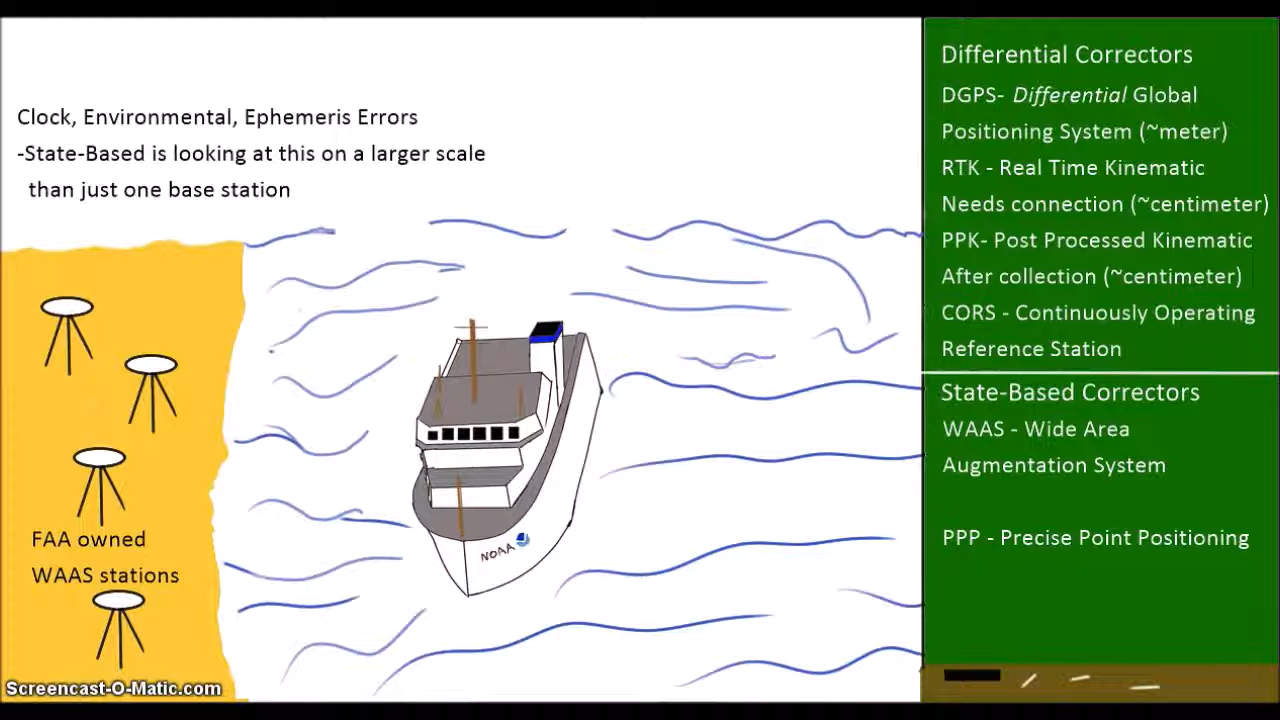 Clock, Environmental, Ephemeris Errors
-State-Based is looking at this on a larger scale
than just one base station
FAA owned
WAAS stations
NOAA
Screencast-O-Matic.com
Differential Correctors
DGPS- Differential Global
Positioning System (~meter)
RTK - Real Time Kinematic
Needs connection (~centimeter)
PPK- Post Processed Kinematic
After collection (~centimeter)
CORS - Continuously Operating
Reference Station
State-Based Correctors
WAAS - Wide Area
Augmentation System
PPP - Precise Point Positioning